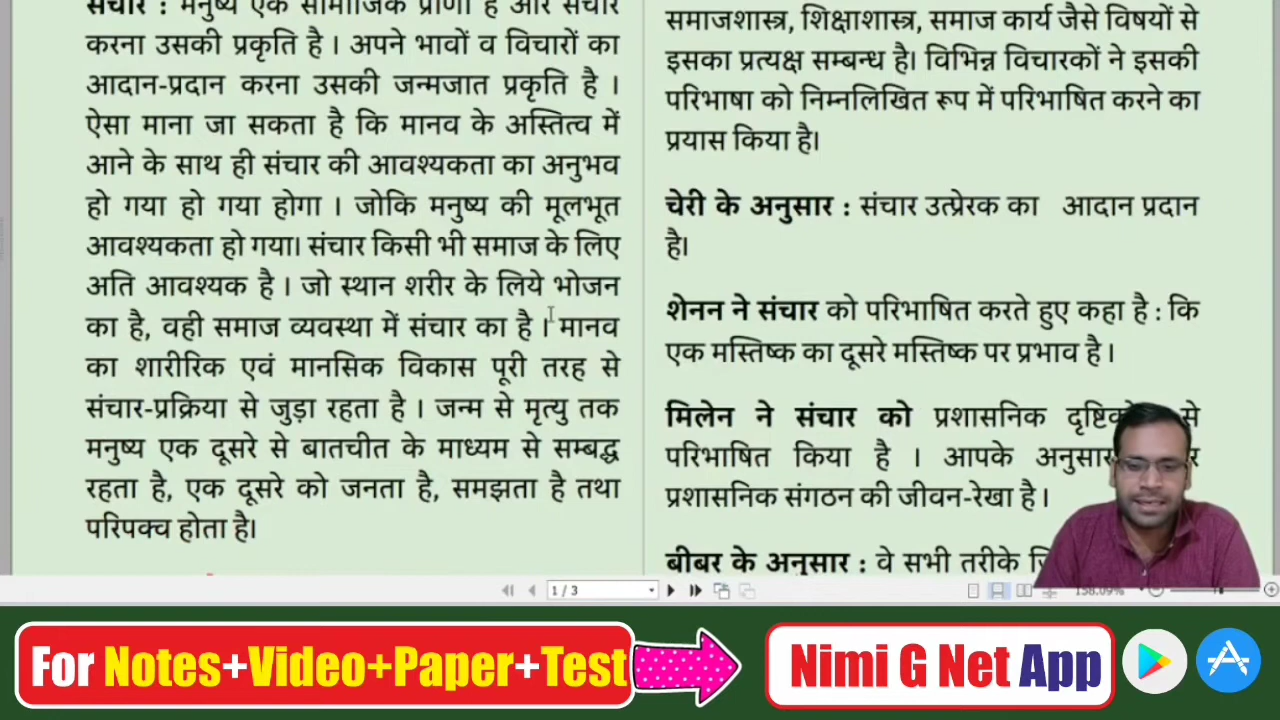 संचार : मनुष्य एक सामाजिक प्राणी है और संचार
करना उसकी प्रकृति है । अपने भावों व विचारों का
आदान-प्रदान करना उसकी जन्मजात प्रकृति है ।
ऐसा माना जा सकता है कि मानव के अस्तित्व में
आने के साथ ही संचार की आवश्यकता का अनुभव
हो गया हो गया होगा । जोकि मनुष्य की मूलभूत
आवश्यकता हो गया। संचार किसी भी समाज के लिए
अति आवश्यक है । जो स्थान शरीर के लिये भोजन
का है, वही समाज व्यवस्था में संचार का है । मानव
का शारीरिक एवं मानसिक विकास पूरी तरह से
संचार-प्रक्रिया से जुड़ा रहता है । जन्म से मृत्यु तक
मनुष्य एक दूसरे से बातचीत के माध्यम से सम्बद्ध
रहता है, एक दूसरे को जनता है, समझता है तथा
परिपक्व होता है।
समाजशास्त्र, शिक्षाशास्त्र, समाज कार्य जैसे विषयों से
इसका प्रत्यक्ष सम्बन्ध है। विभिन्न विचारकों ने इसकी
परिभाषा को निम्नलिखित रूप में परिभाषित करने का
प्रयास किया है।
चेरी के अनुसार : संचार उत्प्रेरक का आदान प्रदान
है।
शेनन ने संचार को परिभाषित करते हुए कहा है : कि
एक मस्तिष्क का दूसरे मस्तिष्क पर प्रभाव है ।
मिलेन ने संचार को प्रशासनिक से
परिभाषित किया है । आपके अनुसार
प्रशासनिक संगठन की जीवन-रेखा है ।
बीबर के अनुसार : वे सभी तरीके
1 / 3
158.09%
For Notes+Video+Paper+Test
Nimi G Net App